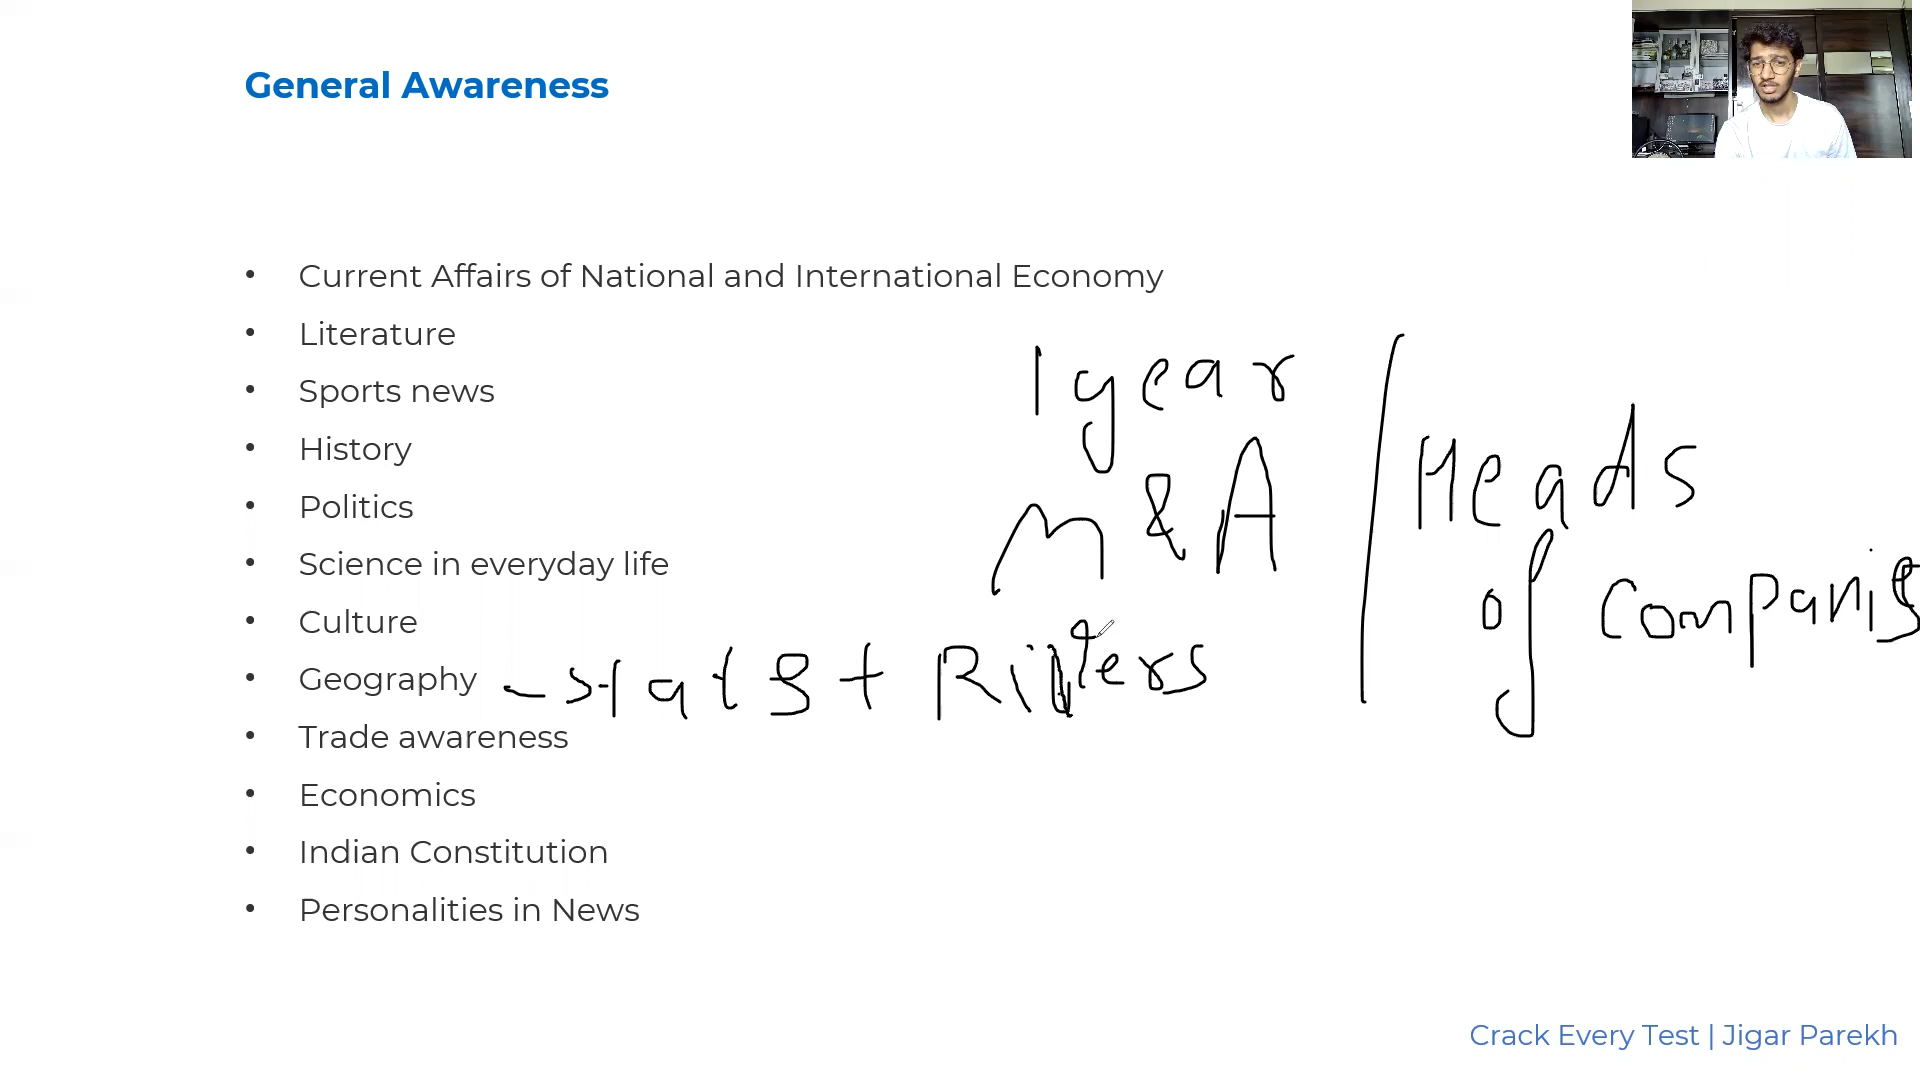 General Awareness
• Current Affairs of National and International Economy
• Literature
• Sports news
• History
• Politics
• Science in everyday life
• Culture
• Geography
• Trade awareness
• Economics
• Indian Constitution
• Personalities in News
1 year
M & A
Heads
of Companies
- Stats +
Crack Every Test | Jigar Parekh